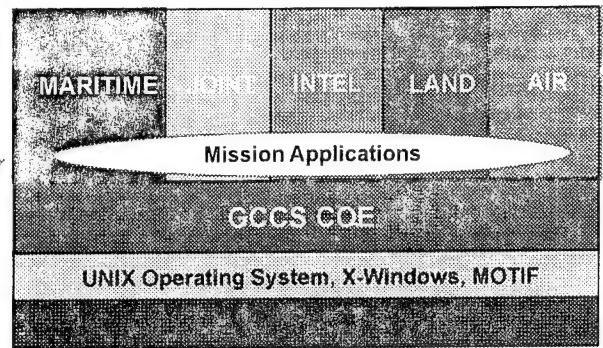 MARITIME JOINT INTEL LAND AIR
Mission Applications
GCCS COE
UNIX Operating System, X-Windows, MOTIF